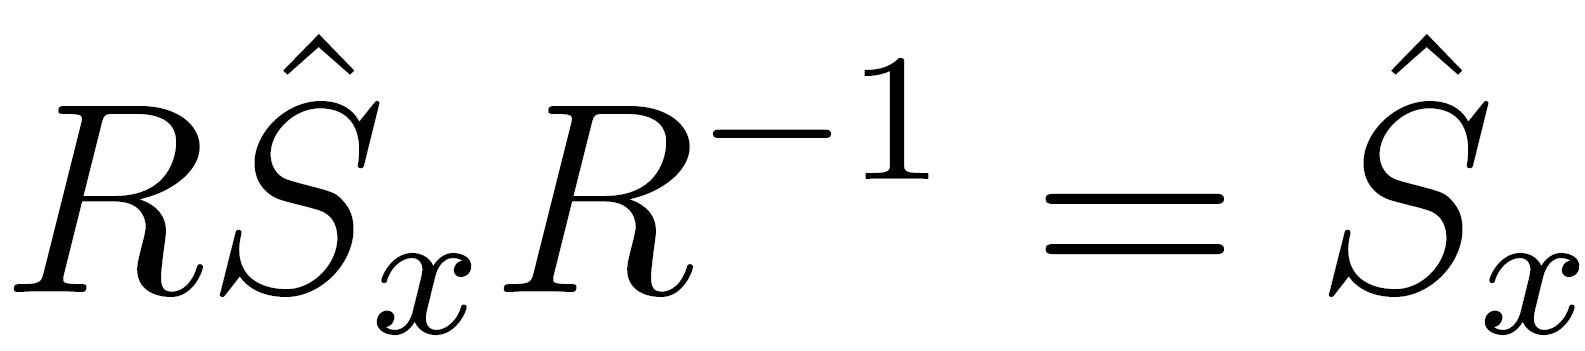 $R\hat{S}_x R^{-1} = \hat{S}_x$